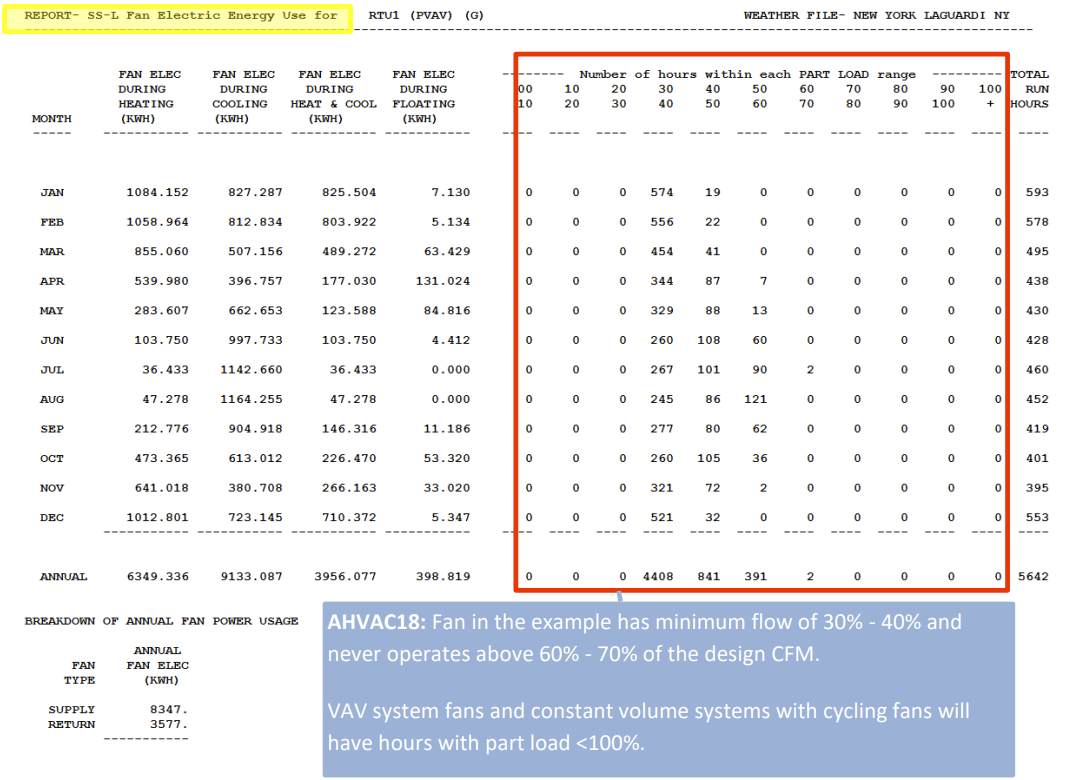 REPORT- SS-L Fan Electric Energy Use for RTU1 (PVAV) (G) WEATHER FILE- NEW YORK LAGUARDI NY
FAN ELEC FAN ELEC FAN ELEC FAN ELEC --------- Number of hours within each PART LOAD range ---------- TOTAL
DURING DURING DURING DURING 00 10 20 30 40 50 60 70 80 90 100 RUN
HEATING COOLING HEAT & COOL FLOATING 10 20 30 40 50 60 70 80 90 100 + HOURS
MONTH (KWH) (KWH) (KWH) (KWH)
JAN 1084.152 827.287 825.504 7.130 0 0 0 574 19 0 0 0 0 0 0 593
FEB 1058.964 812.834 803.922 5.134 0 0 0 556 22 0 0 0 0 0 0 578
MAR 855.060 507.156 489.272 63.429 0 0 0 454 41 0 0 0 0 0 0 495
APR 539.980 396.757 177.030 131.024 0 0 0 344 87 7 0 0 0 0 0 438
MAY 283.607 662.653 123.588 84.816 0 0 0 329 88 13 0 0 0 0 0 430
JUN 103.750 997.733 103.750 4.412 0 0 0 260 108 60 0 0 0 0 0 428
JUL 36.433 1142.660 36.433 0.000 0 0 0 267 101 90 2 0 0 0 0 460
AUG 47.278 1164.255 47.278 0.000 0 0 0 245 86 121 0 0 0 0 0 452
SEP 212.776 904.918 146.316 11.186 0 0 0 277 80 62 0 0 0 0 0 419
OCT 473.365 613.012 226.470 53.320 0 0 0 260 105 36 0 0 0 0 0 401
NOV 641.018 380.708 266.163 33.020 0 0 0 321 72 2 0 0 0 0 0 395
DEC 1012.801 723.145 710.372 5.347 0 0 0 521 32 0 0 0 0 0 0 553
ANNUAL 6349.336 9133.087 3956.077 398.819 0 0 0 4408 841 391 2 0 0 0 0 5642
BREAKDOWN OF ANNUAL FAN POWER USAGE
ANNUAL
FAN FAN ELEC
TYPE (KWH)
SUPPLY 8347.
RETURN 3577.
AHVAC18: Fan in the example has minimum flow of 30% - 40% and
never operates above 60% - 70% of the design CFM.
VAV system fans and constant volume systems with cycling fans will
have hours with part load <100%.